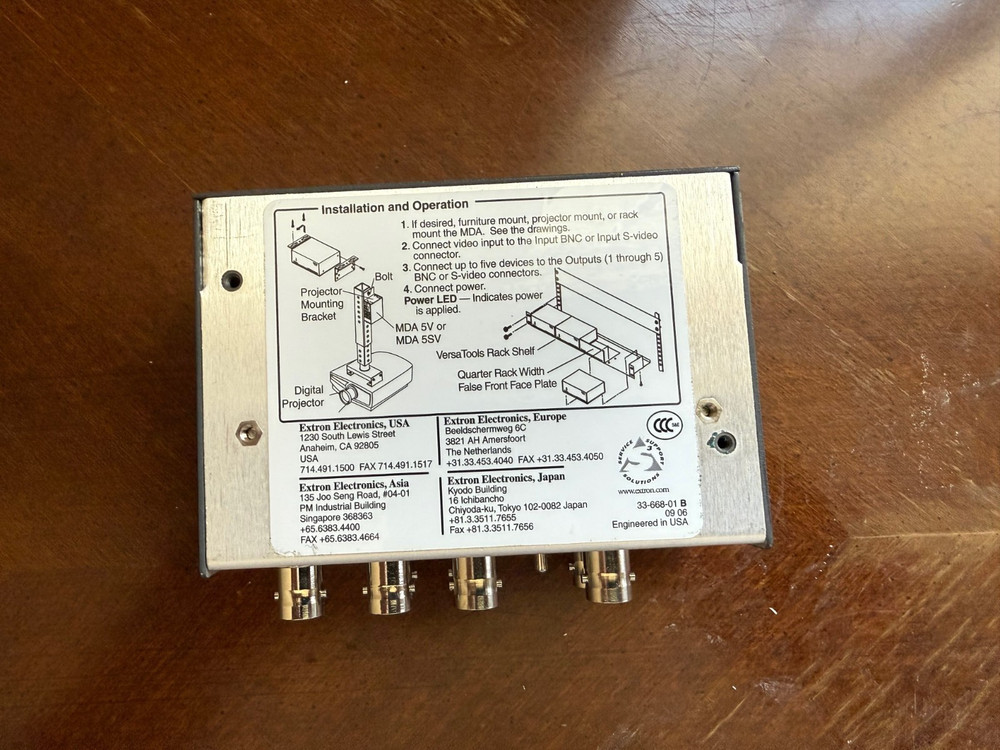 Installation and Operation
1. If desired, furniture mount, projector mount, or rack
mount the MDA. See the drawings.
2. Connect video input to the Input BNC or Input S-video
connector.
3. Connect up to five devices to the Outputs (1 through 5)
BNC or S-video connectors.
4. Connect power.
Power LED — Indicates power
is applied.
Bolt
Projector
Mounting
Bracket
MDA 5V or
MDA 5SV
Digital
Projector
VersaTools Rack Shelf
Quarter Rack Width
False Front Face Plate
Extron Electronics, USA
1230 South Lewis Street
Anaheim, CA 92805
USA
714.491.1500 FAX 714.491.1517
Extron Electronics, Europe
Beeldschermweg 6C
3821 AH Amersfoort
The Netherlands
+31.33.453.4040 FAX +31.33.453.4050
Extron Electronics, Asia
135 Joo Seng Road, #04-01
PM Industrial Building
Singapore 368363
+65.6383.4400
FAX +65.6383.4664
Extron Electronics, Japan
Kyodo Building
16 Ichibancho
Chiyoda-ku, Tokyo 102-0082 Japan
+81.3.3511.7655
Fax +81.3.3511.7656
CCC
SERVICE SUPPORT SOLUTIONS
S3
www.extron.com
33-668-01 B
09 06
Engineered in USA